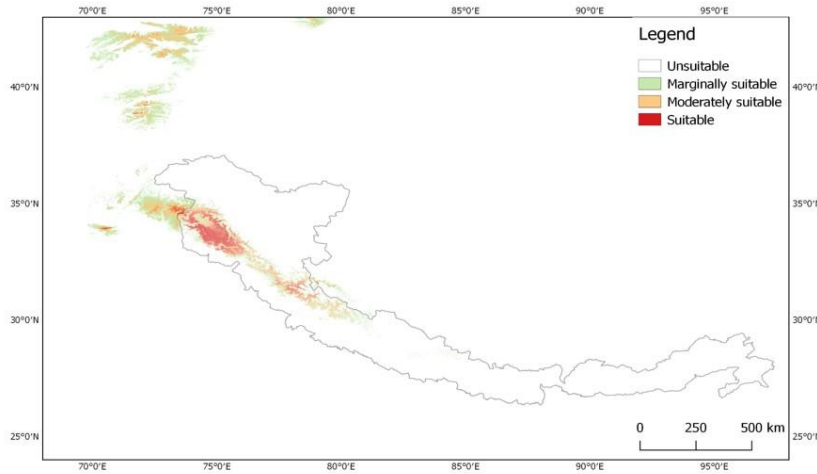 70°0'E 75°0'E 80°0'E 85°0'E 90°0'E 95°0'E
Legend
Unsuitable
Marginally suitable
Moderately suitable
Suitable
40°0'N 40°0'N
35°0'N 35°0'N
30°0'N 30°0'N
25°0'N 25°0'N
0 250 500 km
70°0'E 75°0'E 80°0'E 85°0'E 90°0'E 95°0'E